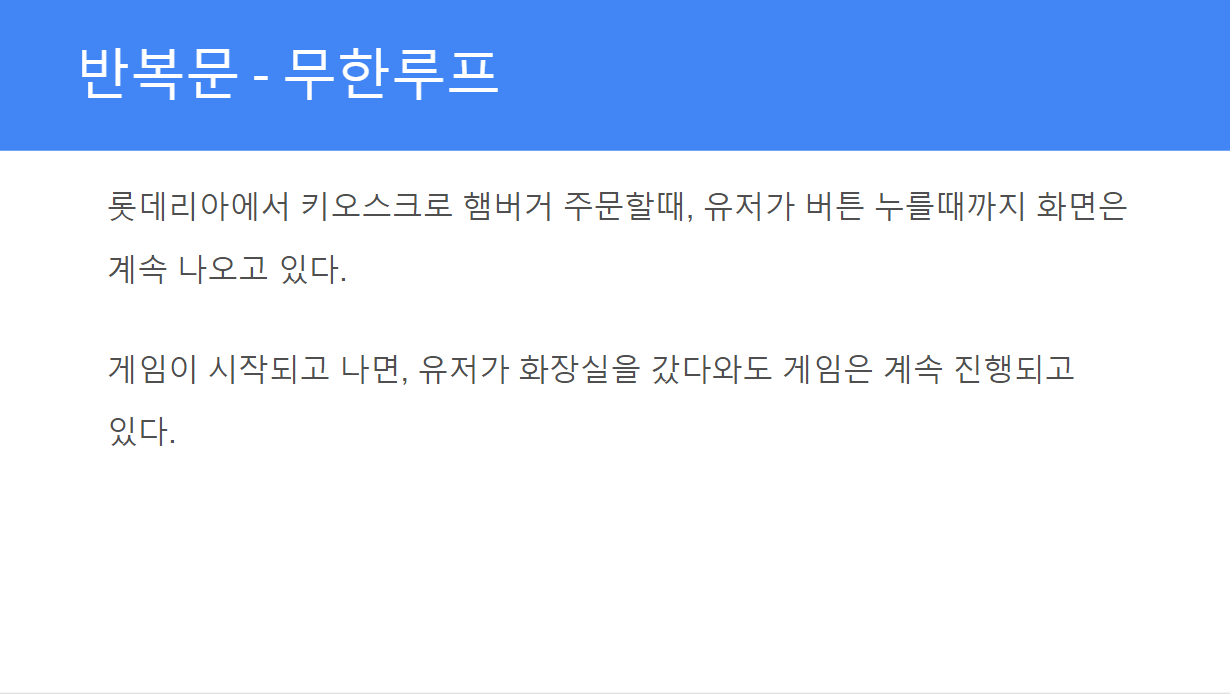 반복문 - 무한루프
롯데리아에서 키오스크로 햄버거 주문할때, 유저가 버튼 누를때까지 화면은
계속 나오고 있다.
게임이 시작되고 나면, 유저가 화장실을 갔다와도 게임은 계속 진행되고
있다.